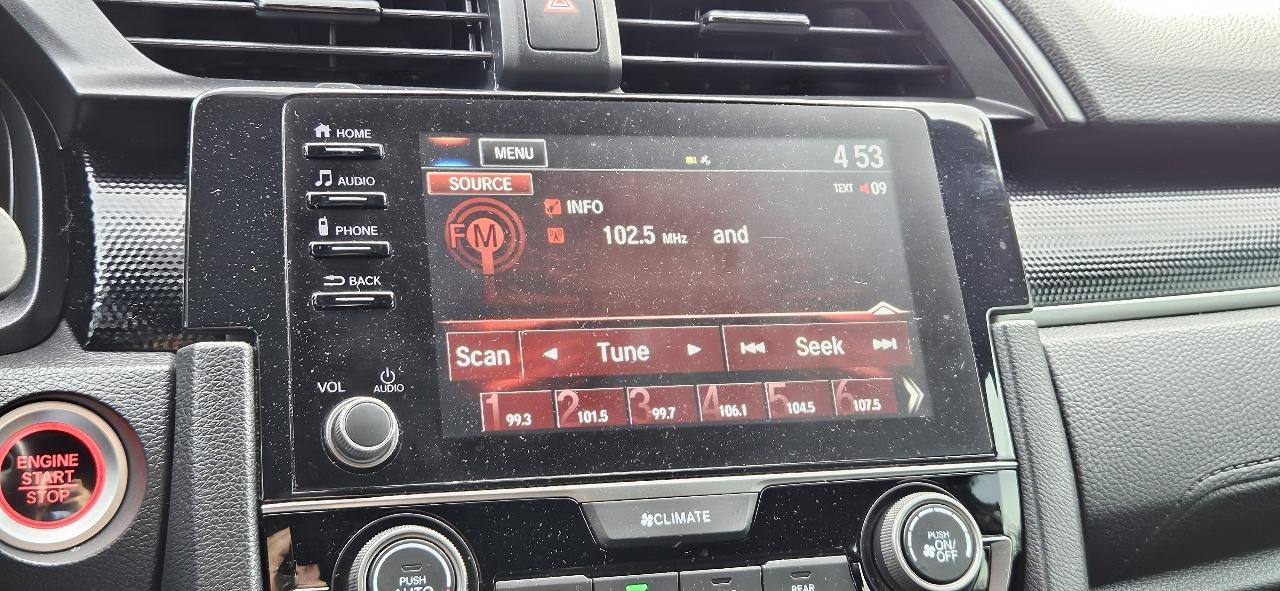 HOME
MENU
4 53
AUDIO
SOURCE
TEXT 09
INFO
PHONE
FM
102.5 MHz and
BACK
Scan Tune Seek
VOL
AUDIO
1 99.3 2 101.5 3 99.7 4 106.1 5 104.5 6 107.5
ENGINE
START
STOP
CLIMATE
PUSH
ON/
OFF
PUSH
AUTO
REAR